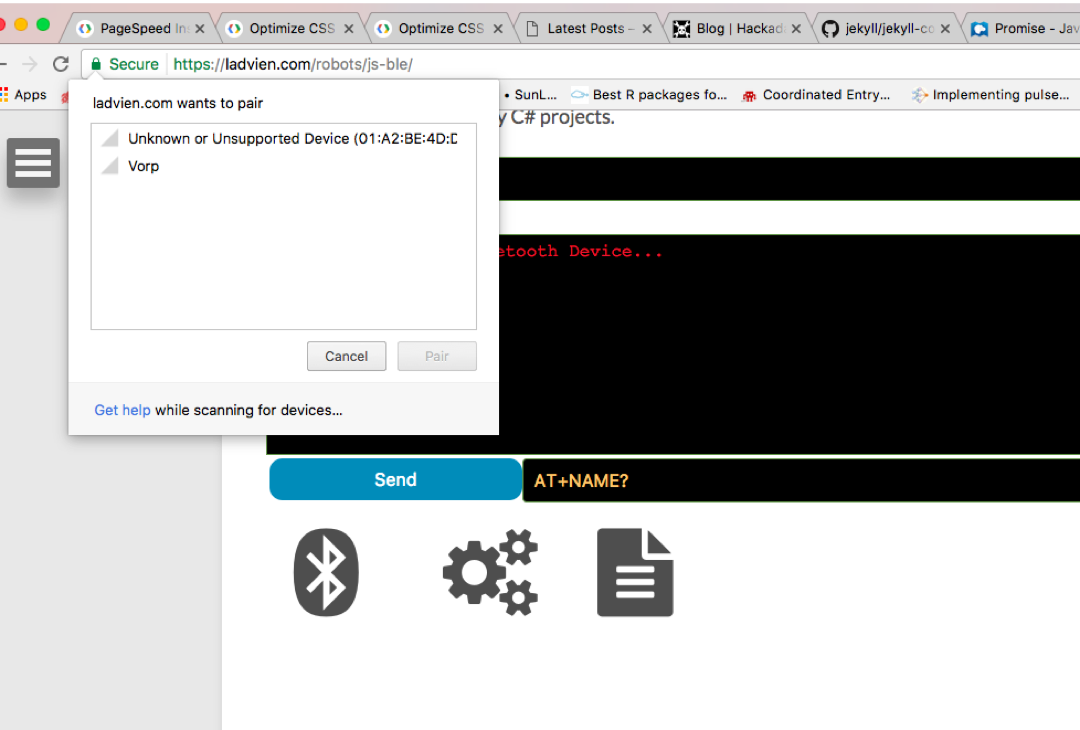 PageSpeed In
Optimize CSS
Optimize CSS
Latest Posts –
Blog | Hackad
jekyll/jekyll-co
Promise - Jav
Secure
https://ladvien.com/robots/js-ble/
Apps
• SunL...
Best R packages fo...
Coordinated Entry...
Implementing pulse...
ladvien.com wants to pair
Unknown or Unsupported Device (01:A2:BE:4D:D
Vorp
Cancel
Pair
Get help while scanning for devices...
y C# projects.
etooth Device...
Send
AT+NAME?